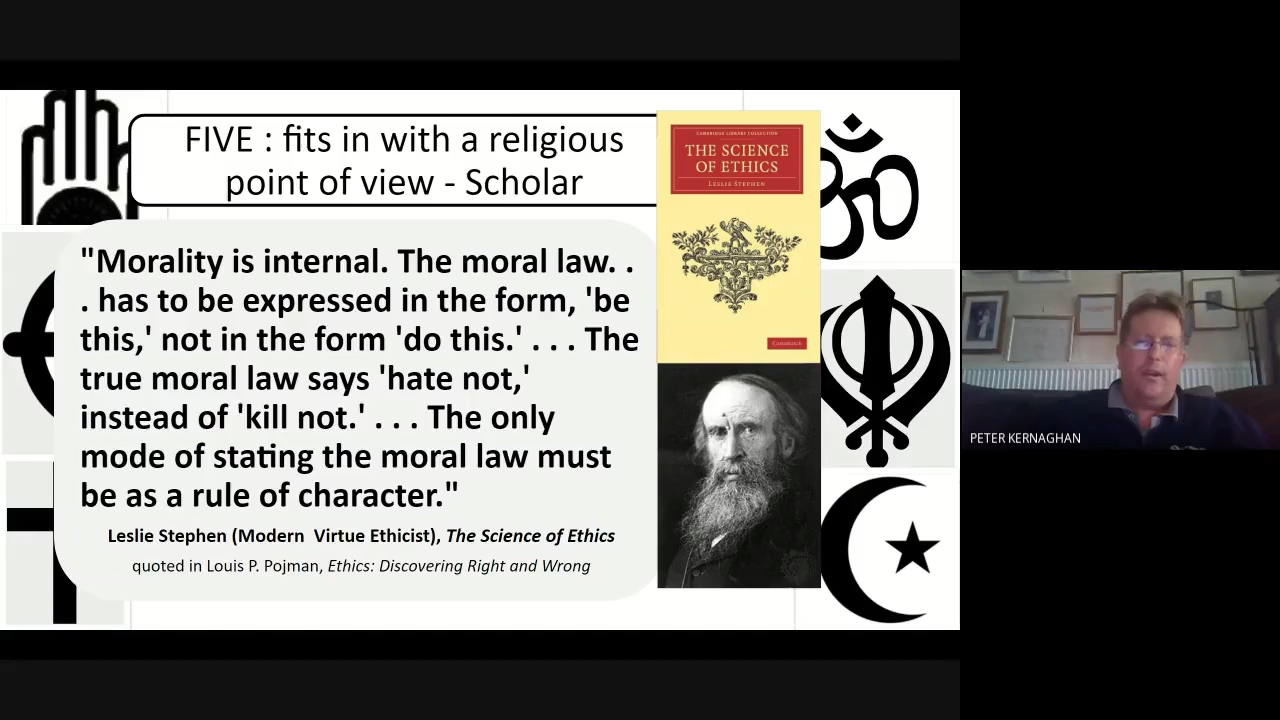 FIVE : fits in with a religious
point of view - Scholar
"Morality is internal. The moral law. .
. has to be expressed in the form, 'be
this,' not in the form 'do this.' . . . The
true moral law says 'hate not,'
instead of 'kill not.' . . . The only
mode of stating the moral law must
be as a rule of character."
Leslie Stephen (Modern  Virtue Ethicist), The Science of Ethics
quoted in Louis P. Pojman, Ethics: Discovering Right and Wrong
CAMBRIDGE LIBRARY COLLECTION
THE SCIENCE
OF ETHICS
LESLIE STEPHEN
CAMBRIDGE
PETER KERNAGHAN